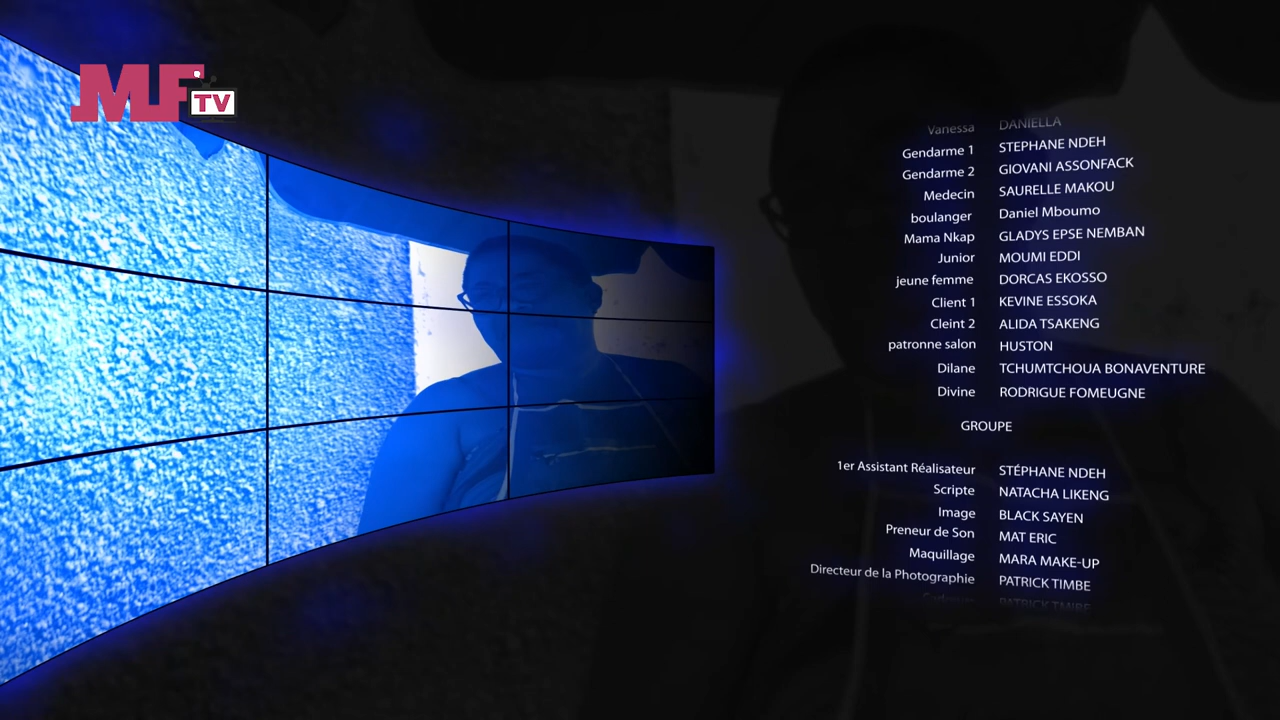 MF TV
Vanessa DANIELLA
Gendarme 1 STEPHANE NDEH
Gendarme 2 GIOVANI ASSONFACK
Medecin SAURELLE MAKOU
boulanger Daniel Mboumo
Mama Nkap GLADYS EPSE NEMBAN
Junior MOUMI EDDI
jeune femme DORCAS EKOSSO
Client 1 KEVINE ESSOKA
Cleint 2 ALIDA TSAKENG
patronne salon HUSTON
Dilane TCHUMTCHOUA BONAVENTURE
Divine RODRIGUE FOMEUGNE
GROUPE
1er Assistant Réalisateur STÉPHANE NDEH
Scripte NATACHA LIKENG
Image BLACK SAYEN
Preneur de Son MAT ERIC
Maquillage MARA MAKE-UP
Directeur de la Photographie PATRICK TIMBE
PATRICK